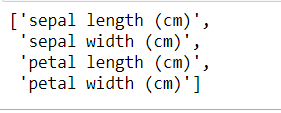 ['sepal length (cm)',
 'sepal width (cm)',
 'petal length (cm)',
 'petal width (cm)']